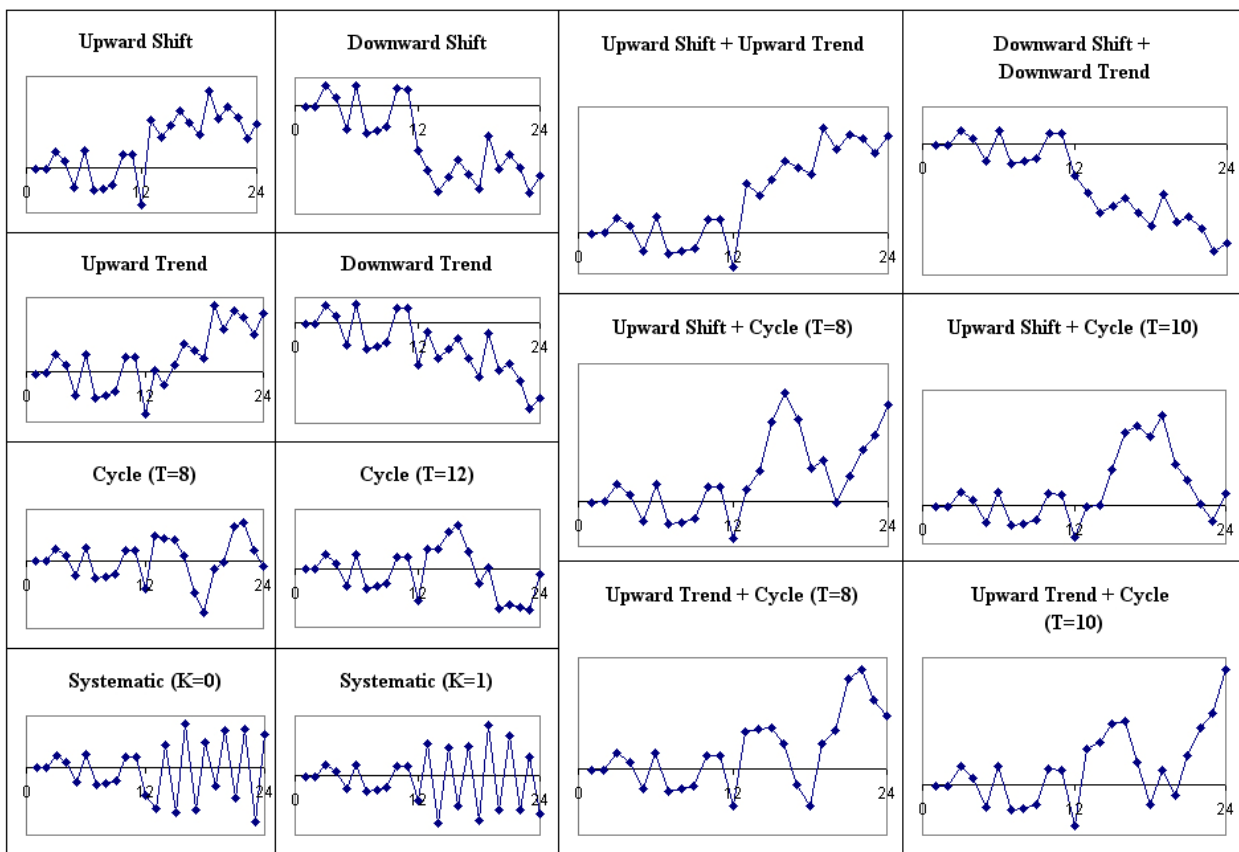 Upward Shift
0
12
24
Downward Shift
0
12
24
Upward Shift + Upward Trend
0
12
24
Downward Shift +
Downward Trend
0
12
24
Upward Trend
0
12
24
Downward Trend
0
12
24
Upward Shift + Cycle (T=8)
0
12
24
Upward Shift + Cycle (T=10)
0
12
24
Cycle (T=8)
0
12
24
Cycle (T=12)
0
12
24
Upward Trend + Cycle (T=8)
0
12
24
Upward Trend + Cycle
(T=10)
0
12
24
Systematic (K=0)
0
12
24
Systematic (K=1)
0
12
24